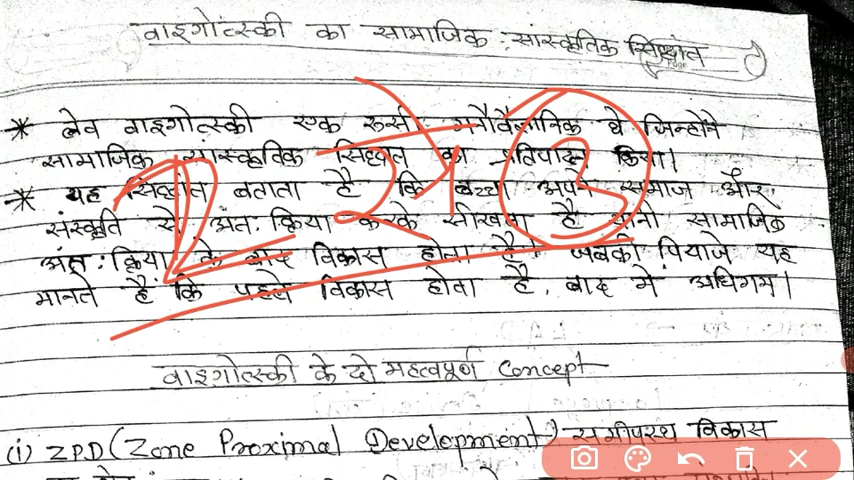 वाइगोत्स्की का सामाजिक : सांस्कृतिक सिद्धांत
* लेव वाइगोत्स्की एक रूसी मनोवैज्ञानिक थे जिन्होंने
सामाजिक सांस्कृतिक सिद्धांत का प्रतिपादन किया।
* यह सिद्धांत बताता है कि बच्चा अपने समाज और
संस्कृति से अंत: क्रिया करके सीखता है यानी सामाजिक
अंत: क्रिया के बाद विकास होता है। जबकी पियाजे यह
मानते हैं कि पहले विकास होता है, बाद में अधिगम।
वाइगोत्स्की के दो महत्वपूर्ण Concept
(i) ZPD (Zone Proximal Development) समीपस्थ विकास